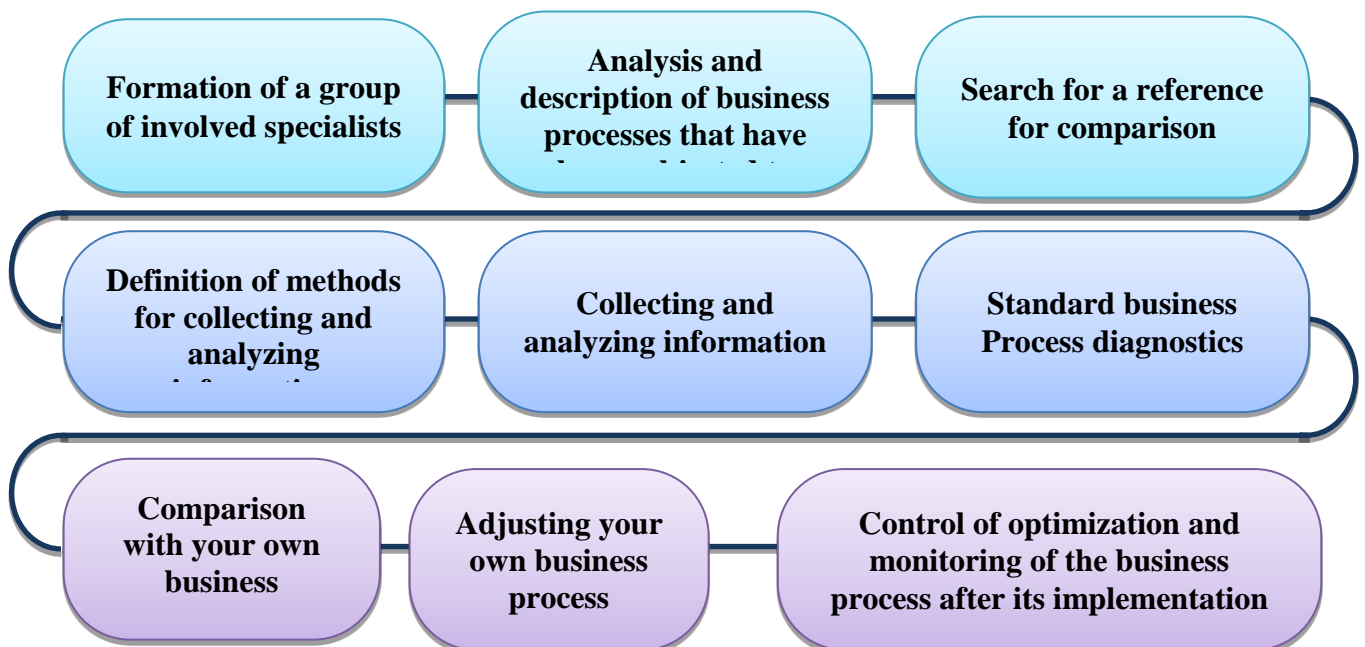 Formation of a group
of involved specialists
Analysis and
description of business
processes that have
Search for a reference
for comparison
Definition of methods
for collecting and
analyzing
Collecting and
analyzing information
Standard business
Process diagnostics
Comparison
with your own
business
Adjusting your
own business
process
Control of optimization and
monitoring of the business
process after its implementation